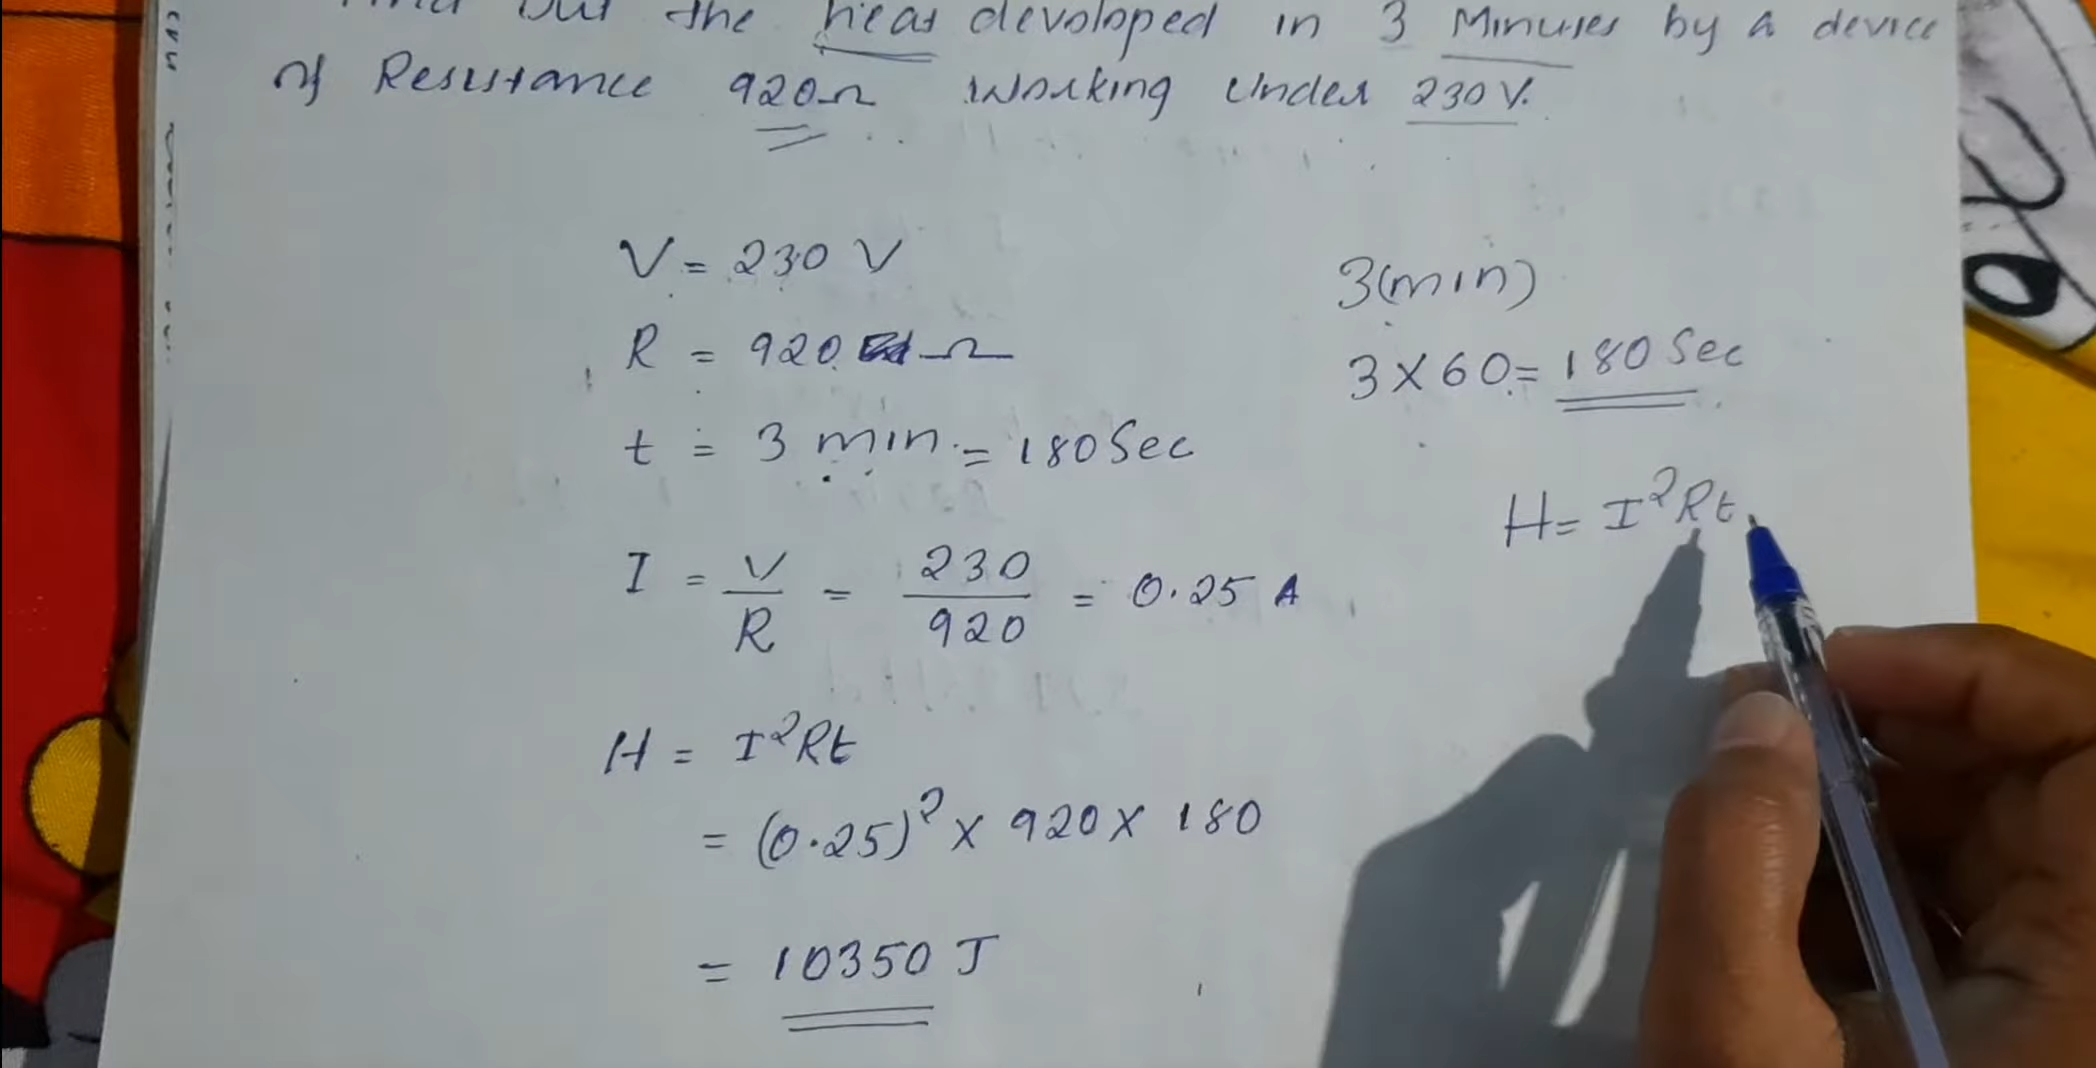 out the heat developed in 3 Minutes by a device
of Resistance 920Ω Working Under 230 V.
V = 230 V
R = 920 Ω
t = 3 min. = 180 Sec
I = V/R = 230/920 = 0.25 A
H = I²Rt
= (0.25)² × 920 × 180
= 10350 J
3(min)
3 × 60 = 180 Sec
H = I²Rt